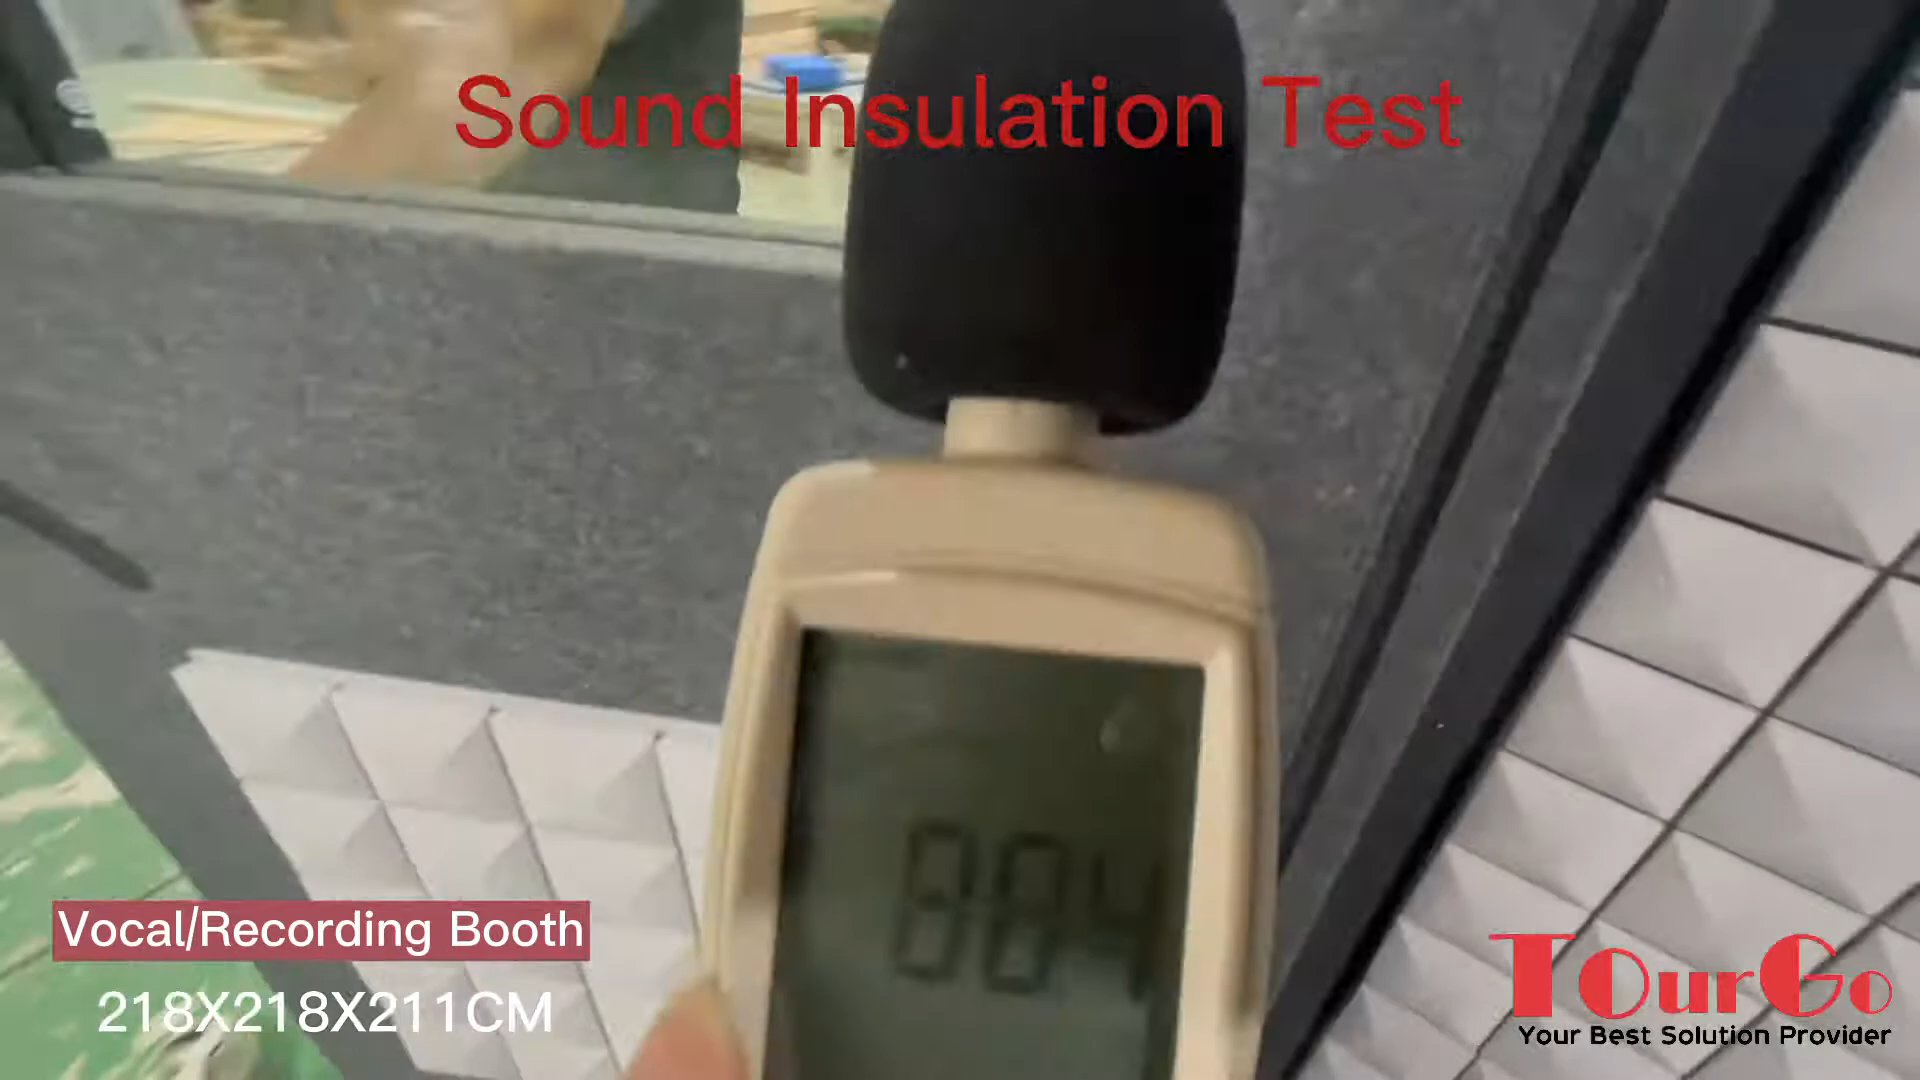 Sound Insulation Test
Vocal/Recording Booth
218X218X211CM
TOurGo
Your Best Solution Provider